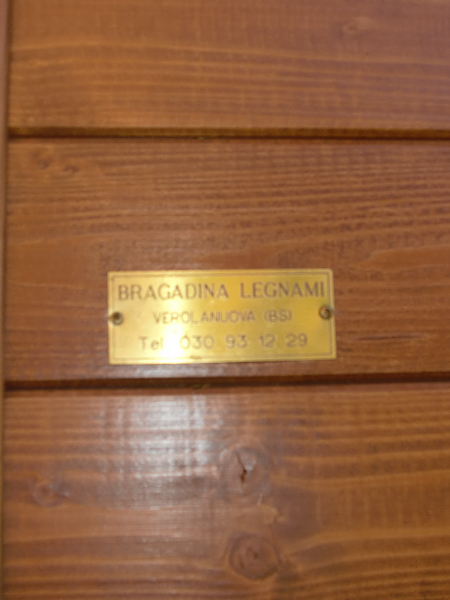 BRAGADINA LEGNAMI
VEROLANUOVA (BS)
Tel. 030 93 12 29